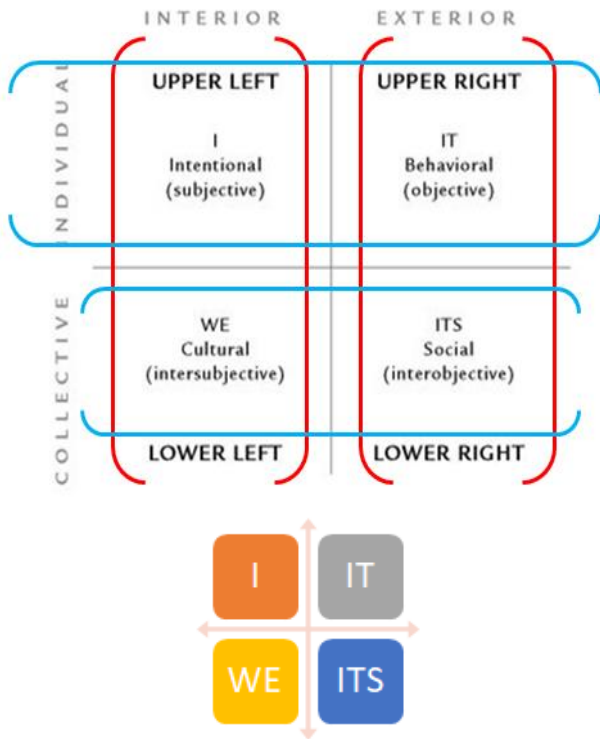 INTERIOR EXTERIOR
INDIVIDUAL
UPPER LEFT UPPER RIGHT
I IT
Intentional Behavioral
(subjective) (objective)
COLLECTIVE
WE ITS
Cultural Social
(intersubjective) (interobjective)
LOWER LEFT LOWER RIGHT
I IT
WE ITS